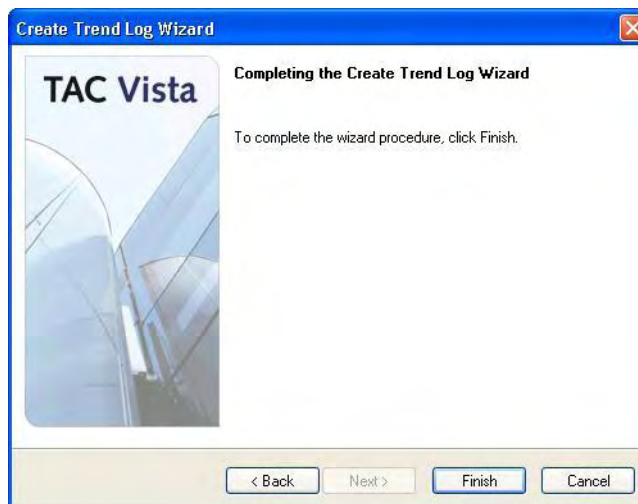 Create Trend Log Wizard
TAC Vista
Completing the Create Trend Log Wizard
To complete the wizard procedure, click Finish.
< Back
Next >
Finish
Cancel